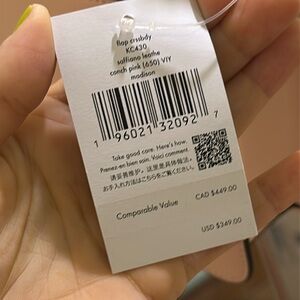 flap crssbdy
KC430
saffiano leathe
conch pink (650) VIY
madison
1 96021 32092 7
Take good care. Here's how.
Prenez-en bien soin. Voici comment.
请妥善维护。这里是具体做法。
お手入れ方法はこちらをご覧ください。
Comparable Value
CAD $449.00
USD $349.00